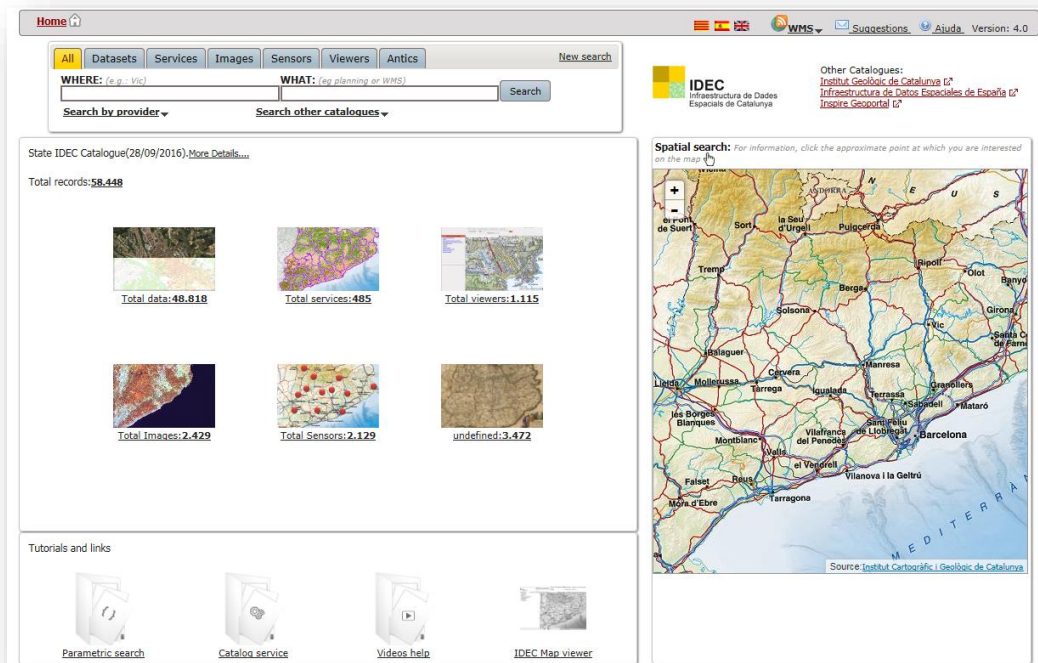 Home
WMS Suggestions Ajuda Version: 4.0
All Datasets Services Images Sensors Viewers Antics New search
WHERE: (e.g.: Vic) WHAT: (eg planning or WMS)
Search
Search by provider Search other catalogues
IDEC
Infraestructura de Dades
Espacials de Catalunya
Other Catalogues:
Institut Geològic de Catalunya
Infraestructura de Datos Espaciales de España
Inspire Geoportal
State IDEC Catalogue(28/09/2016).More Details....
Total records:58.448
Total data:48.818 Total services:485 Total viewers:1.115
Total Images:2.429 Total Sensors:2.129 undefined:3.472
Tutorials and links
{ }
Parametric search Catalog service Videos help IDEC Map viewer
Spatial search: For information, click the approximate point at which you are interested
on the map
+
-
ANDORRA
N E U S
el Pont
de Suert
Sort
la Seu
d'Urgell
Puigcerdà
Tremp
Ripoll
Olot
Banyo
Berga
Solsona
Girona
Vic
Santa C
de Farne
Balaguer
Cervera
Manresa
Lleida
Mollerussa
Tàrrega
Igualada
Terrassa
Granollers
Sabadell
Mataró
les Borges
Blanques
Sant Feliu
de Llobregat
Barcelona
Montblanc
Vilafranca
del Penedès
Valls
el Vendrell
Vilanova i la Geltrú
Falset
Reus
Móra d'Ebre
Tarragona
MEDITERRÀN
Source:Institut Cartogràfic i Geològic de Catalunya